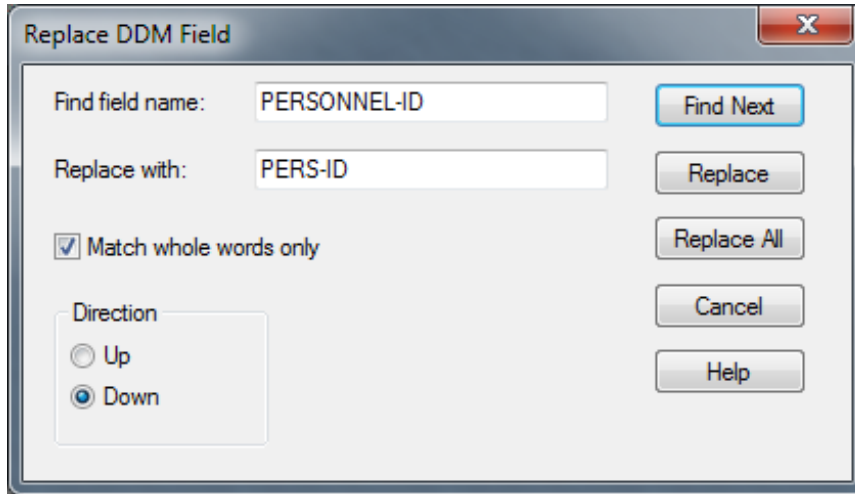 Replace DDM Field
Find field name: PERSONNEL-ID Find Next
Replace with: PERS-ID Replace
Match whole words only Replace All
Direction Cancel
Up Help
Down